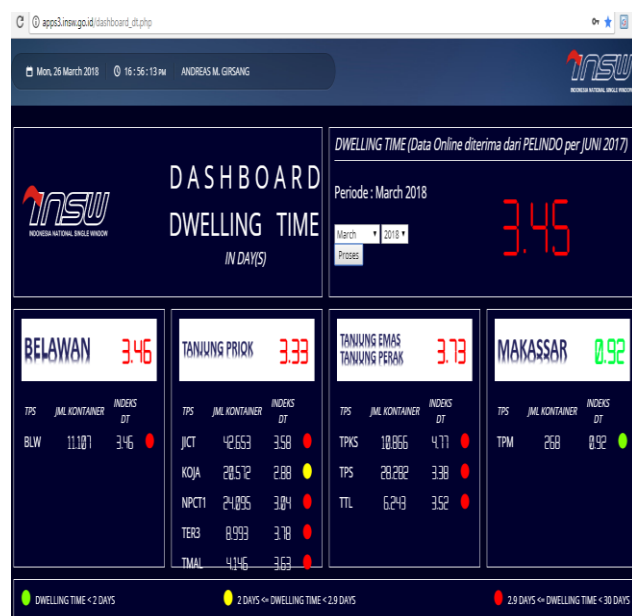 apps3.insw.go.id/dashboard_dt.php
Mon, 26 March 2018 16 : 56 : 13 PM ANDREAS M. GIRSANG
INSW
INDONESIA NATIONAL SINGLE WINDOW
INSW
INDONESIA NATIONAL SINGLE WINDOW
DASHBOARD
DWELLING TIME
IN DAY(S)
DWELLING TIME (Data Online diterima dari PELINDO per JUNI 2017)
Periode : March 2018
March 2018
Proses
3.45
BELAWAN 3.46
TPS JML KONTAINER INDEKS DT
BLW 11.107 3.46
TANJUNG PRIOK 3.33
TPS JML KONTAINER INDEKS DT
JICT 42.653 3.58
KOJA 20.572 2.88
NPCT1 24.095 3.04
TER3 8.993 3.78
TMAL 4.146 3.63
TANJUNG EMAS
TANJUNG PERAK 3.73
TPS JML KONTAINER INDEKS DT
TPKS 10.866 4.77
TPS 28.282 3.38
TTL 6.243 3.52
MAKASSAR 0.92
TPS JML KONTAINER INDEKS DT
TPM 268 0.92
DWELLING TIME < 2 DAYS
2 DAYS <= DWELLING TIME < 2.9 DAYS
2.9 DAYS <= DWELLING TIME < 30 DAYS